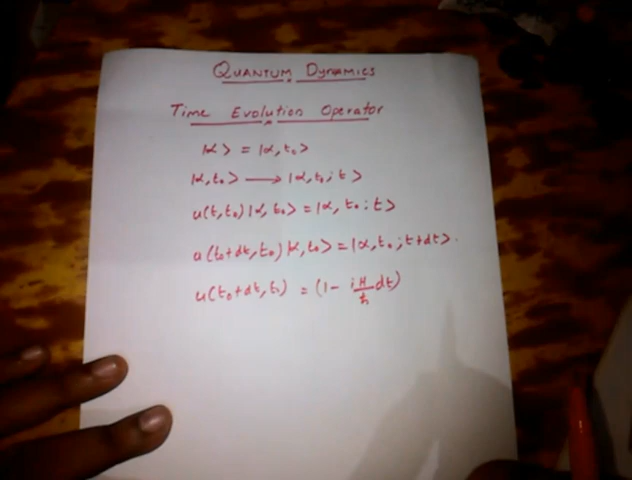 Quantum Dynamics
Time Evolution Operator
|α> = |α, t₀>
|α, t₀> ⟶ |α, t₀; t>
u(t, t₀) |α, t₀> = |α, t₀; t>
u(t₀+dt, t₀) |α, t₀> = |α, t₀; t+dt>.
u(t₀+dt, t₀) = (1 - iH/ħ dt)